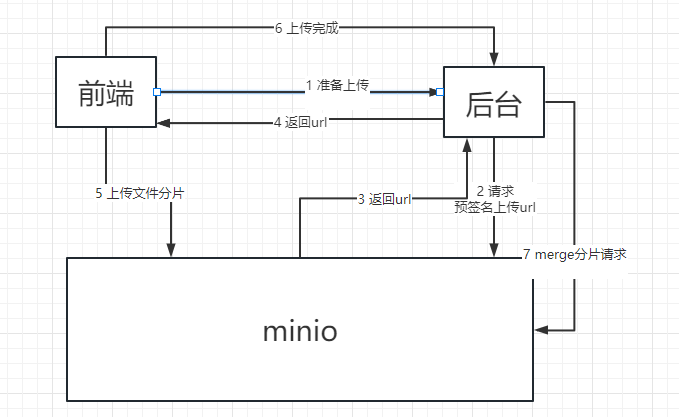 6 上传完成
前端
1 准备上传
后台
4 返回url
5 上传文件分片
3 返回url
2 请求
预签名上传url
7 merge分片请求
minio